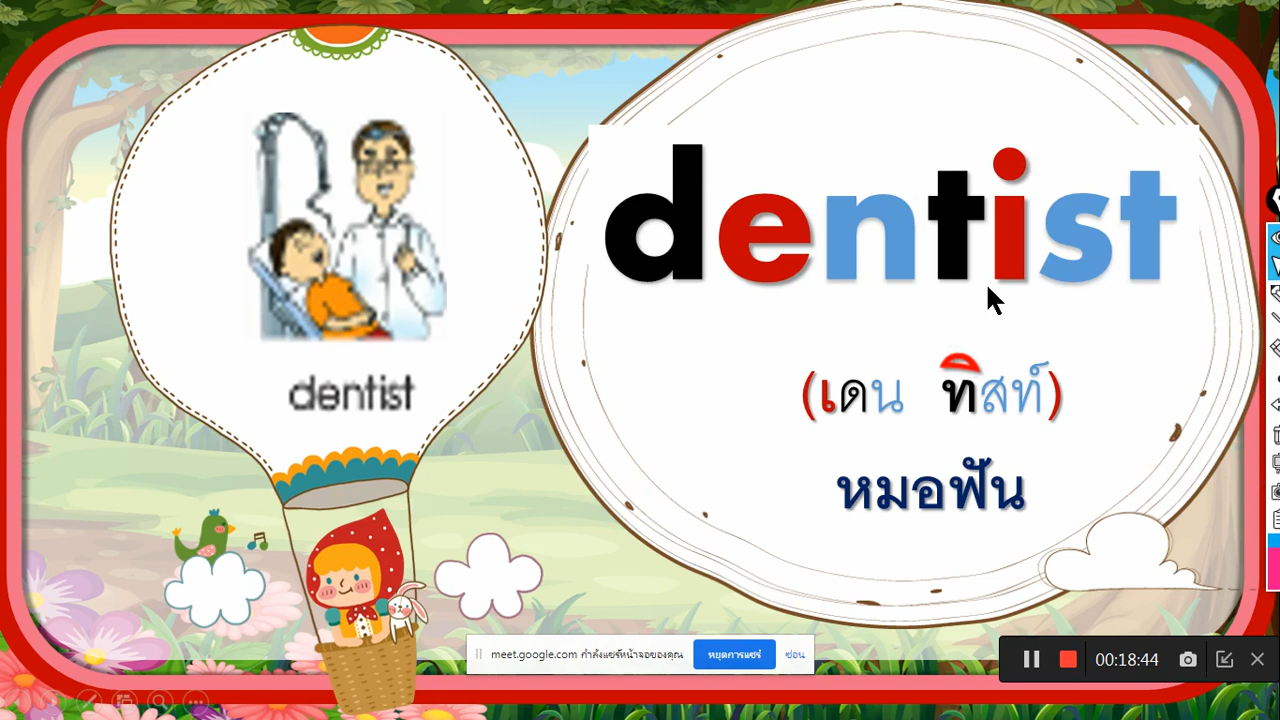 dentist
dentist
(เดน ทิสท์)
หมอฟัน
meet.google.com กำลังแชร์หน้าจอของคุณ หยุดการแชร์ ซ่อน
00:18:44